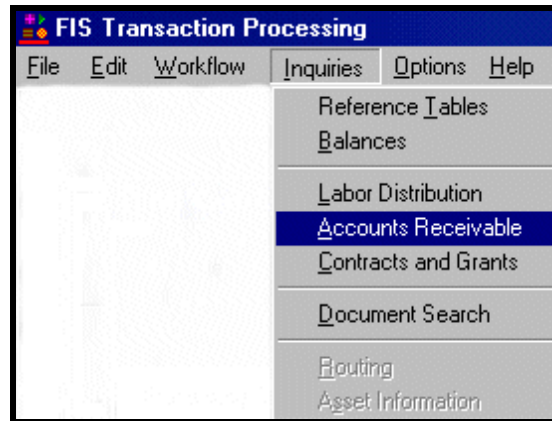 FIS Transaction Processing
File Edit Workflow Inquiries Options Help
Reference Tables
Balances
Labor Distribution
Accounts Receivable
Contracts and Grants
Document Search
Routing
Asset Information